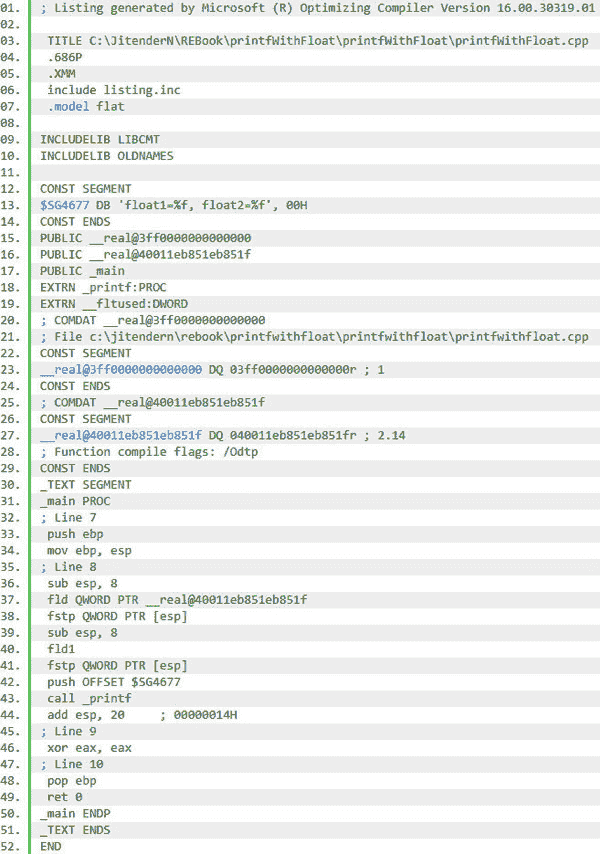 01. ; Listing generated by Microsoft (R) Optimizing Compiler Version 16.00.30319.01
02.
03. TITLE C:\JitenderN\REBook\printfWithFloat\printfWithFloat\printfWithFloat.cpp
04. .686P
05. .XMM
06. include listing.inc
07. .model flat
08.
09. INCLUDELIB LIBCMT
10. INCLUDELIB OLDNAMES
11.
12. CONST SEGMENT
13. $SG4677 DB 'float1=%f, float2=%f', 00H
14. CONST ENDS
15. PUBLIC __real@3ff0000000000000
16. PUBLIC __real@40011eb851eb851f
17. PUBLIC _main
18. EXTRN _printf:PROC
19. EXTRN __fltused:DWORD
20. ; COMDAT __real@3ff0000000000000
21. ; File c:\jitendern\rebook\printfwithfloat\printfwithfloat\printfwithfloat.cpp
22. CONST SEGMENT
23. __real@3ff0000000000000 DQ 03ff0000000000000r ; 1
24. CONST ENDS
25. ; COMDAT __real@40011eb851eb851f
26. CONST SEGMENT
27. __real@40011eb851eb851f DQ 040011eb851eb851fr ; 2.14
28. ; Function compile flags: /Odtp
29. CONST ENDS
30. _TEXT SEGMENT
31. _main PROC
32. ; Line 7
33. push ebp
34. mov ebp, esp
35. ; Line 8
36. sub esp, 8
37. fld QWORD PTR __real@40011eb851eb851f
38. fstp QWORD PTR [esp]
39. sub esp, 8
40. fld1
41. fstp QWORD PTR [esp]
42. push OFFSET $SG4677
43. call _printf
44. add esp, 20 ; 00000014H
45. ; Line 9
46. xor eax, eax
47. ; Line 10
48. pop ebp
49. ret 0
50. _main ENDP
51. _TEXT ENDS
52. END